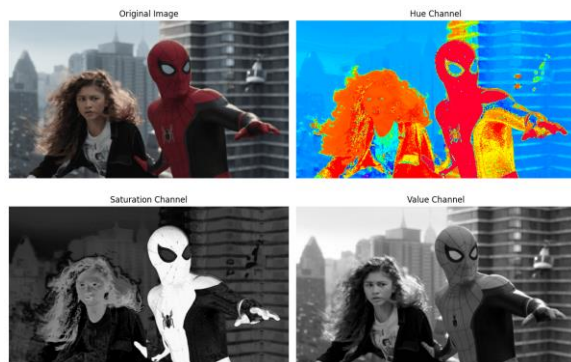 Original Image
Hue Channel
Saturation Channel
Value Channel